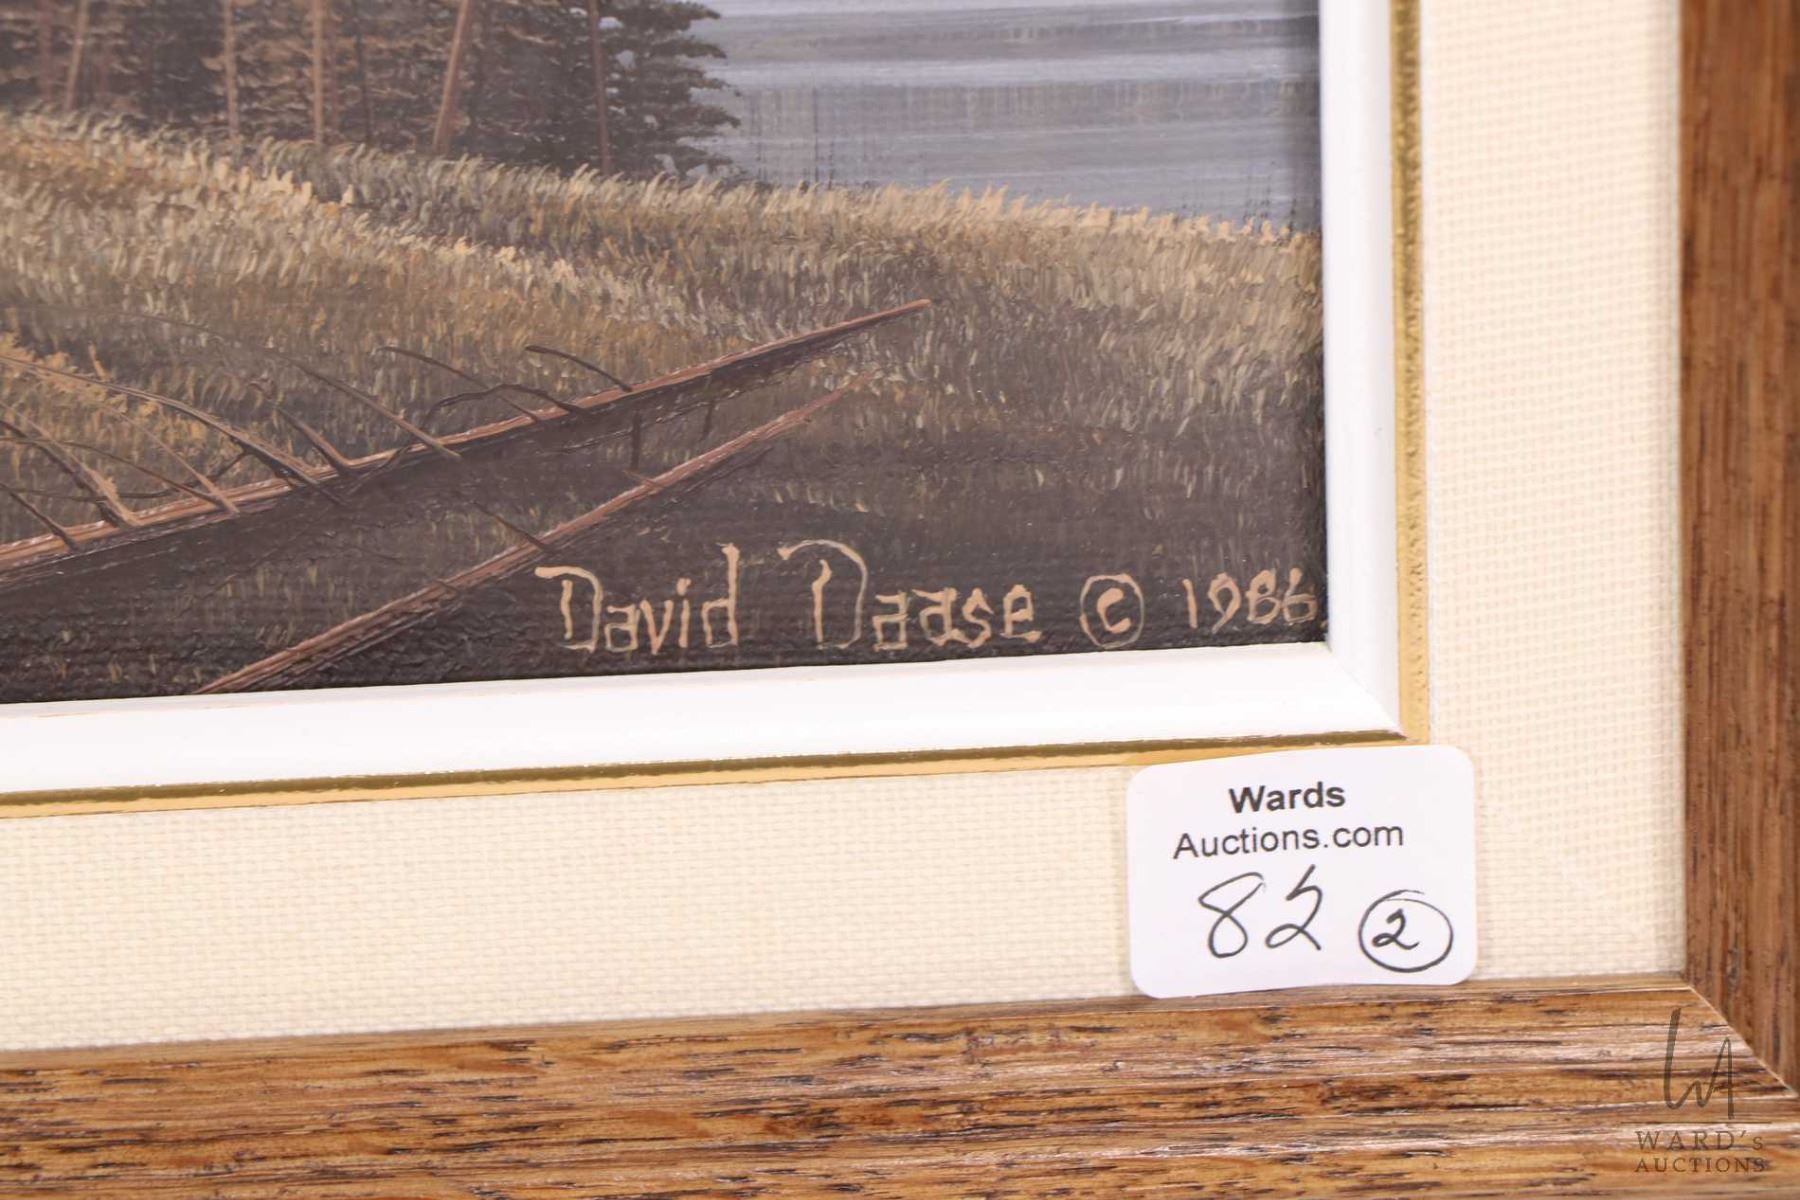 David Daase © 1986
Wards
Auctions.com
82 2
WARD'S
AUCTIONS